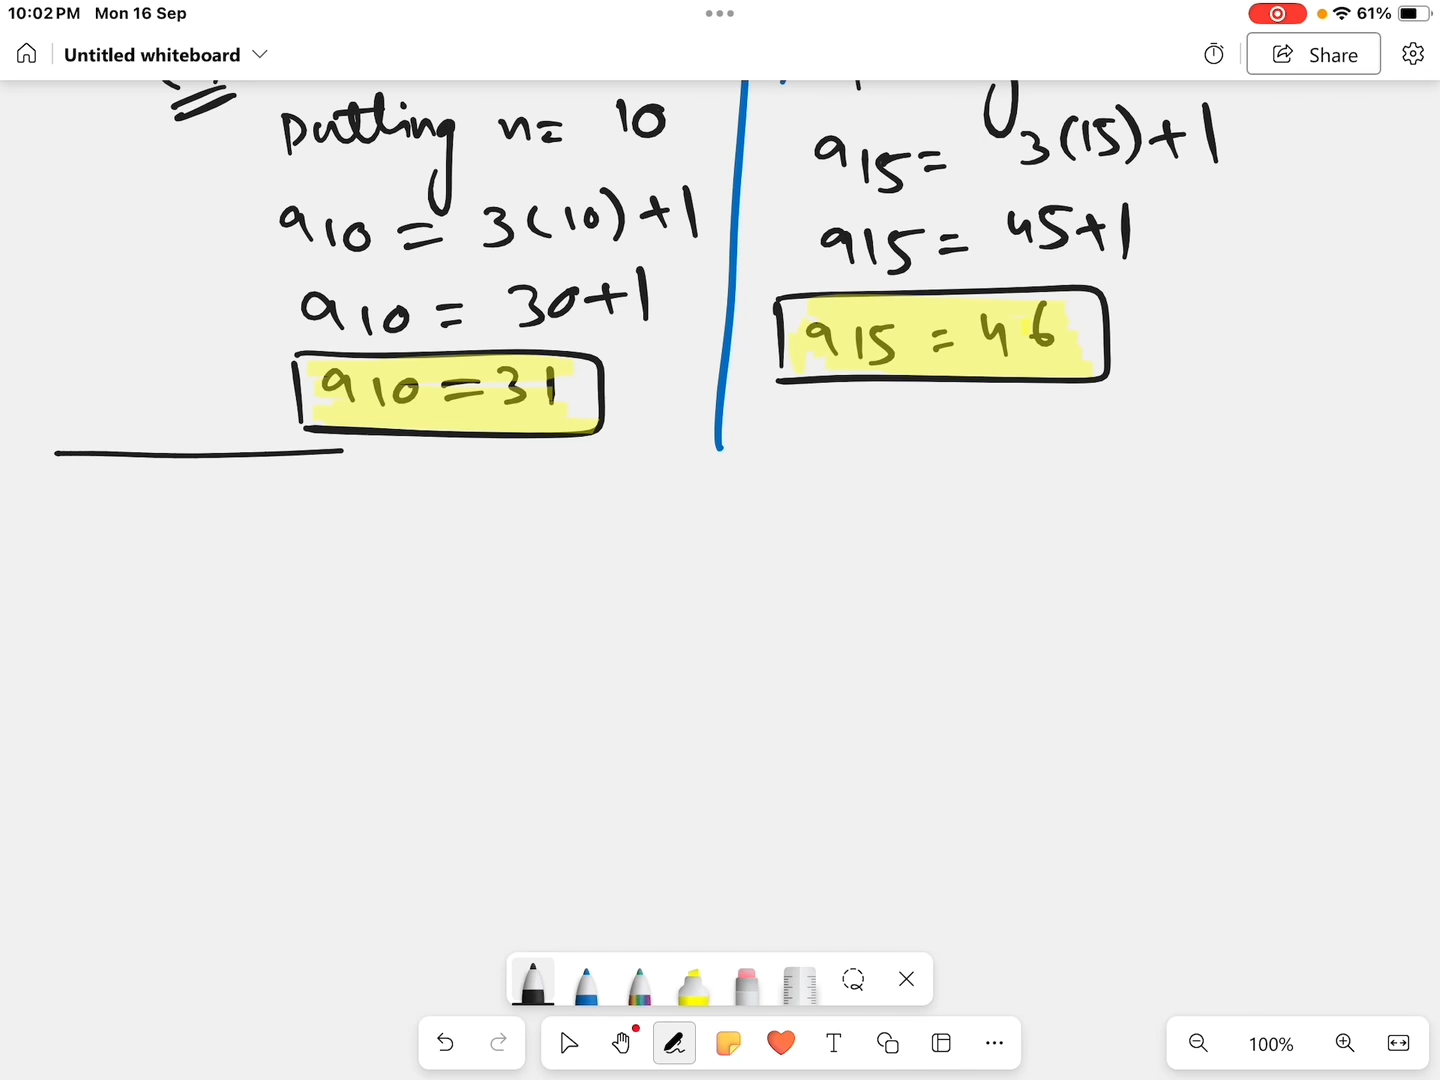 10:02 PM Mon 16 Sep
61%
Untitled whiteboard
Share
Putting n= 10
a10 = 3(10)+1
a10 = 30+1
a10 = 31
a15= 3(15)+1
a15= 45+1
a15 = 46
T
100%